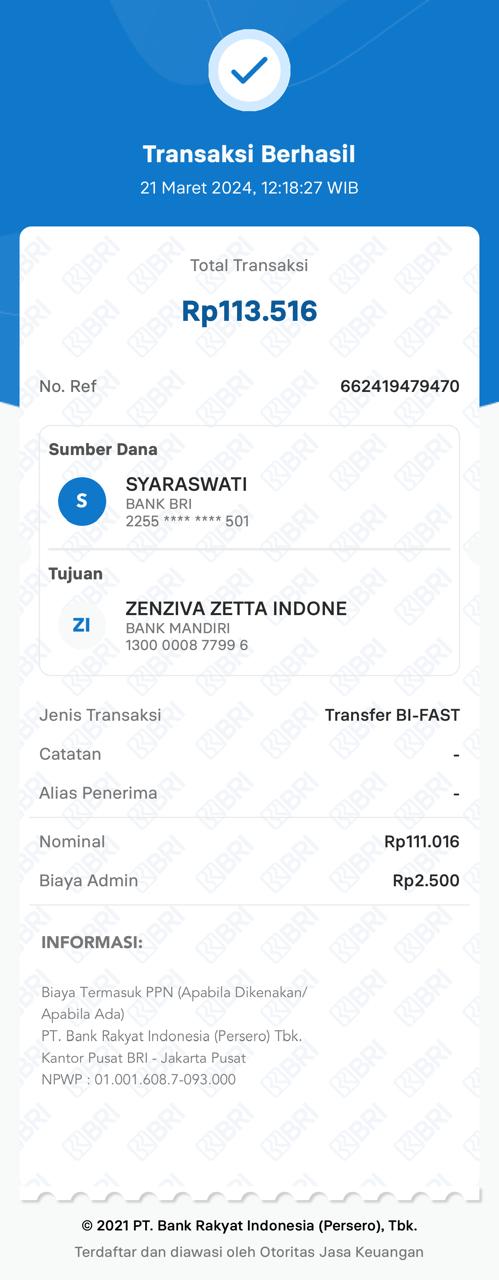 Transaksi Berhasil
21 Maret 2024, 12:18:27 WIB
Total Transaksi
Rp113.516
No. Ref 662419479470
Sumber Dana
S
SYARASWATI
BANK BRI
2255 **** **** 501
Tujuan
ZI
ZENZIVA ZETTA INDONE
BANK MANDIRI
1300 0008 7799 6
Jenis Transaksi Transfer BI-FAST
Catatan -
Alias Penerima -
Nominal Rp111.016
Biaya Admin Rp2.500
INFORMASI:
Biaya Termasuk PPN (Apabila Dikenakan/
Apabila Ada)
PT. Bank Rakyat Indonesia (Persero) Tbk.
Kantor Pusat BRI - Jakarta Pusat
NPWP : 01.001.608.7-093.000
© 2021 PT. Bank Rakyat Indonesia (Persero), Tbk.
Terdaftar dan diawasi oleh Otoritas Jasa Keuangan